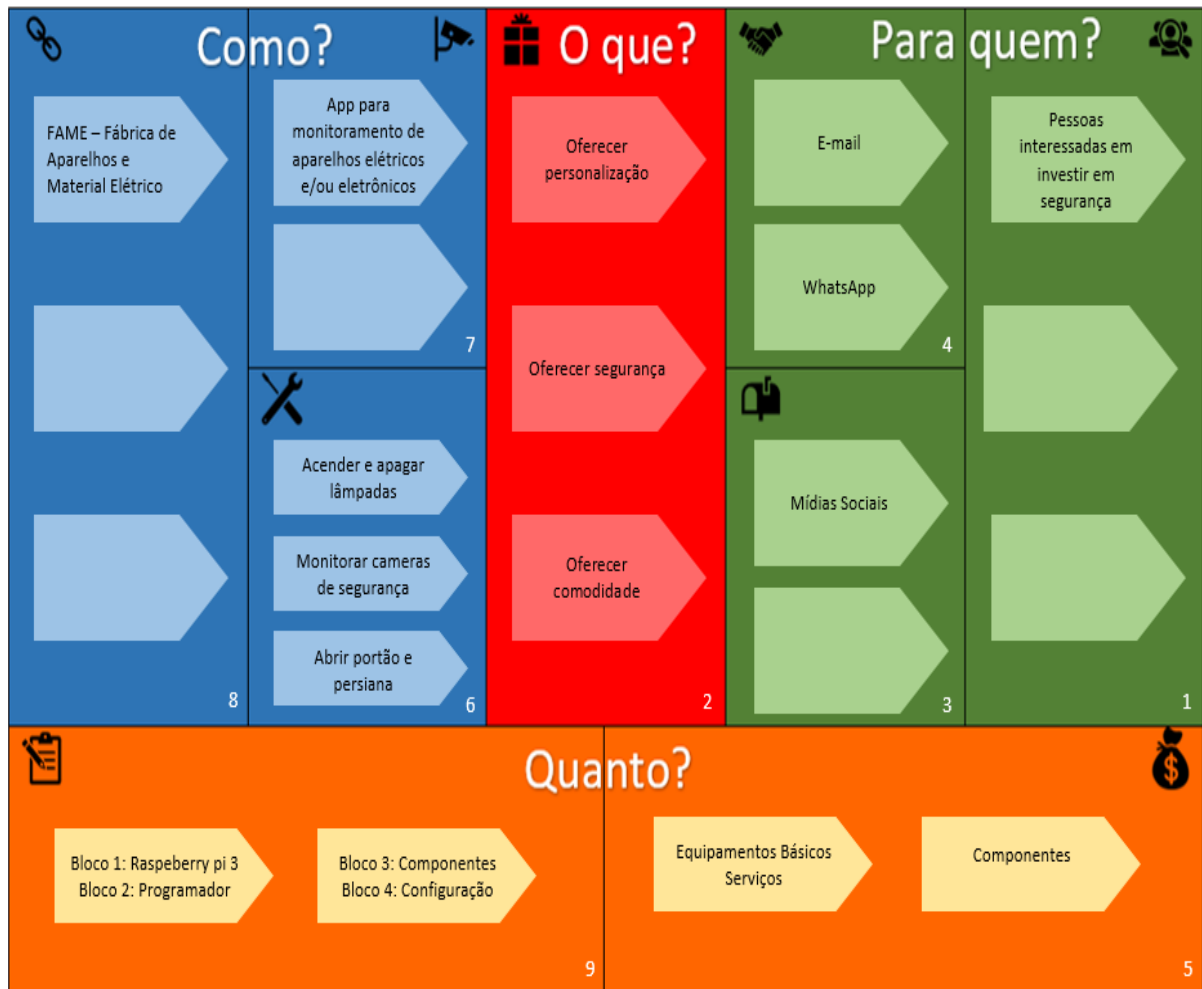 Como?
O que?
Para quem?
FAME – Fábrica de
Aparelhos e
Material Elétrico
8
App para
monitoramento de
aparelhos elétricos
e/ou eletrônicos
7
Acender e apagar
lâmpadas
Monitorar cameras
de segurança
Abrir portão e
persiana
6
Oferecer
personalização
Oferecer segurança
Oferecer
comodidade
2
E-mail
WhatsApp
4
Mídias Sociais
3
Pessoas
interessadas em
investir em
segurança
1
Quanto?
Bloco 1: Raspeberry pi 3
Bloco 2: Programador
Bloco 3: Componentes
Bloco 4: Configuração
9
Equipamentos Básicos
Serviços
Componentes
$
5